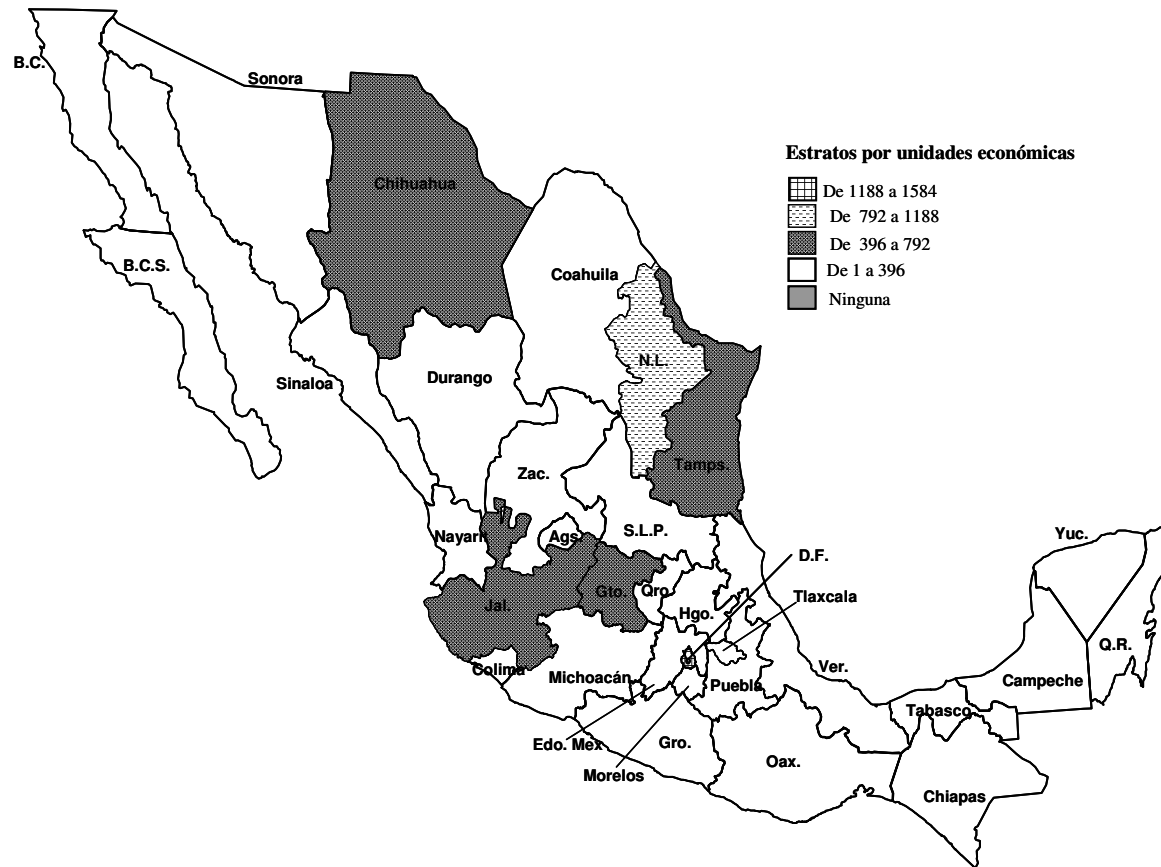 B.C.
Sonora
Chihuahua
Estratos por unidades económicas
De 1188 a 1584
De 792 a 1188
De 396 a 792
De 1 a 396
Ninguna
B.C.S.
Coahuila
N.L.
Sinaloa
Durango
Tamps.
Zac.
Nayarit
Ags.
S.L.P.
Yuc.
D.F.
Tlaxcala
Jal.
Gto.
Qro.
Hgo.
Q.R.
Ver.
Colima
Michoacán
Puebla
Campeche
Tabasco
Edo. Mex
Gro.
Morelos
Oax.
Chiapas